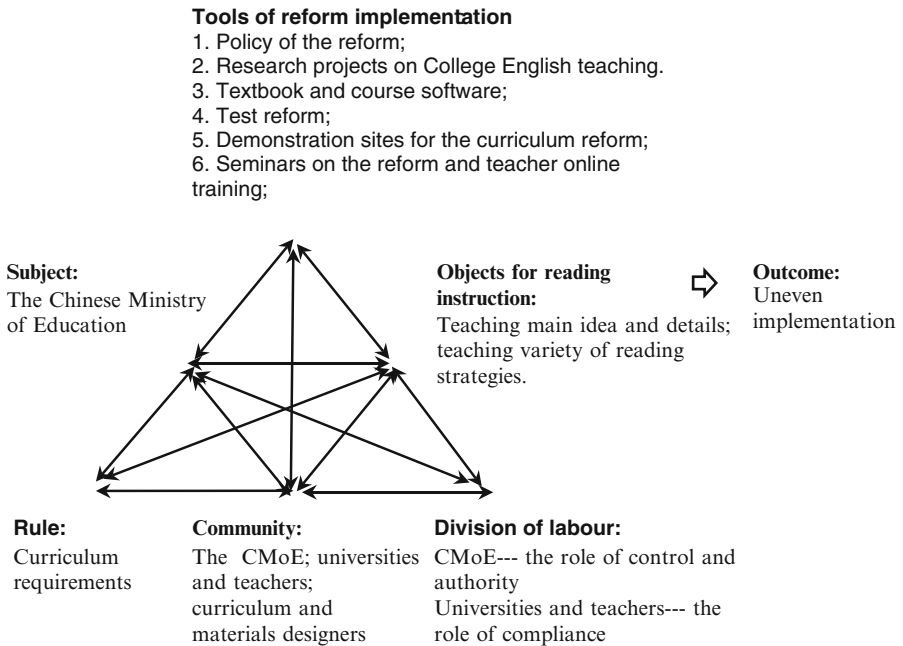 Tools of reform implementation
1. Policy of the reform;
2. Research projects on College English teaching.
3. Textbook and course software;
4. Test reform;
5. Demonstration sites for the curriculum reform;
6. Seminars on the reform and teacher online
training;
Subject:
The Chinese Ministry
of Education
Objects for reading
instruction:
Teaching main idea and details;
teaching variety of reading
strategies.
Outcome:
Uneven
implementation
Rule:
Curriculum
requirements
Community:
The CMoE; universities
and teachers;
curriculum and
materials designers
Division of labour:
CMoE--- the role of control and
authority
Universities and teachers--- the
role of compliance